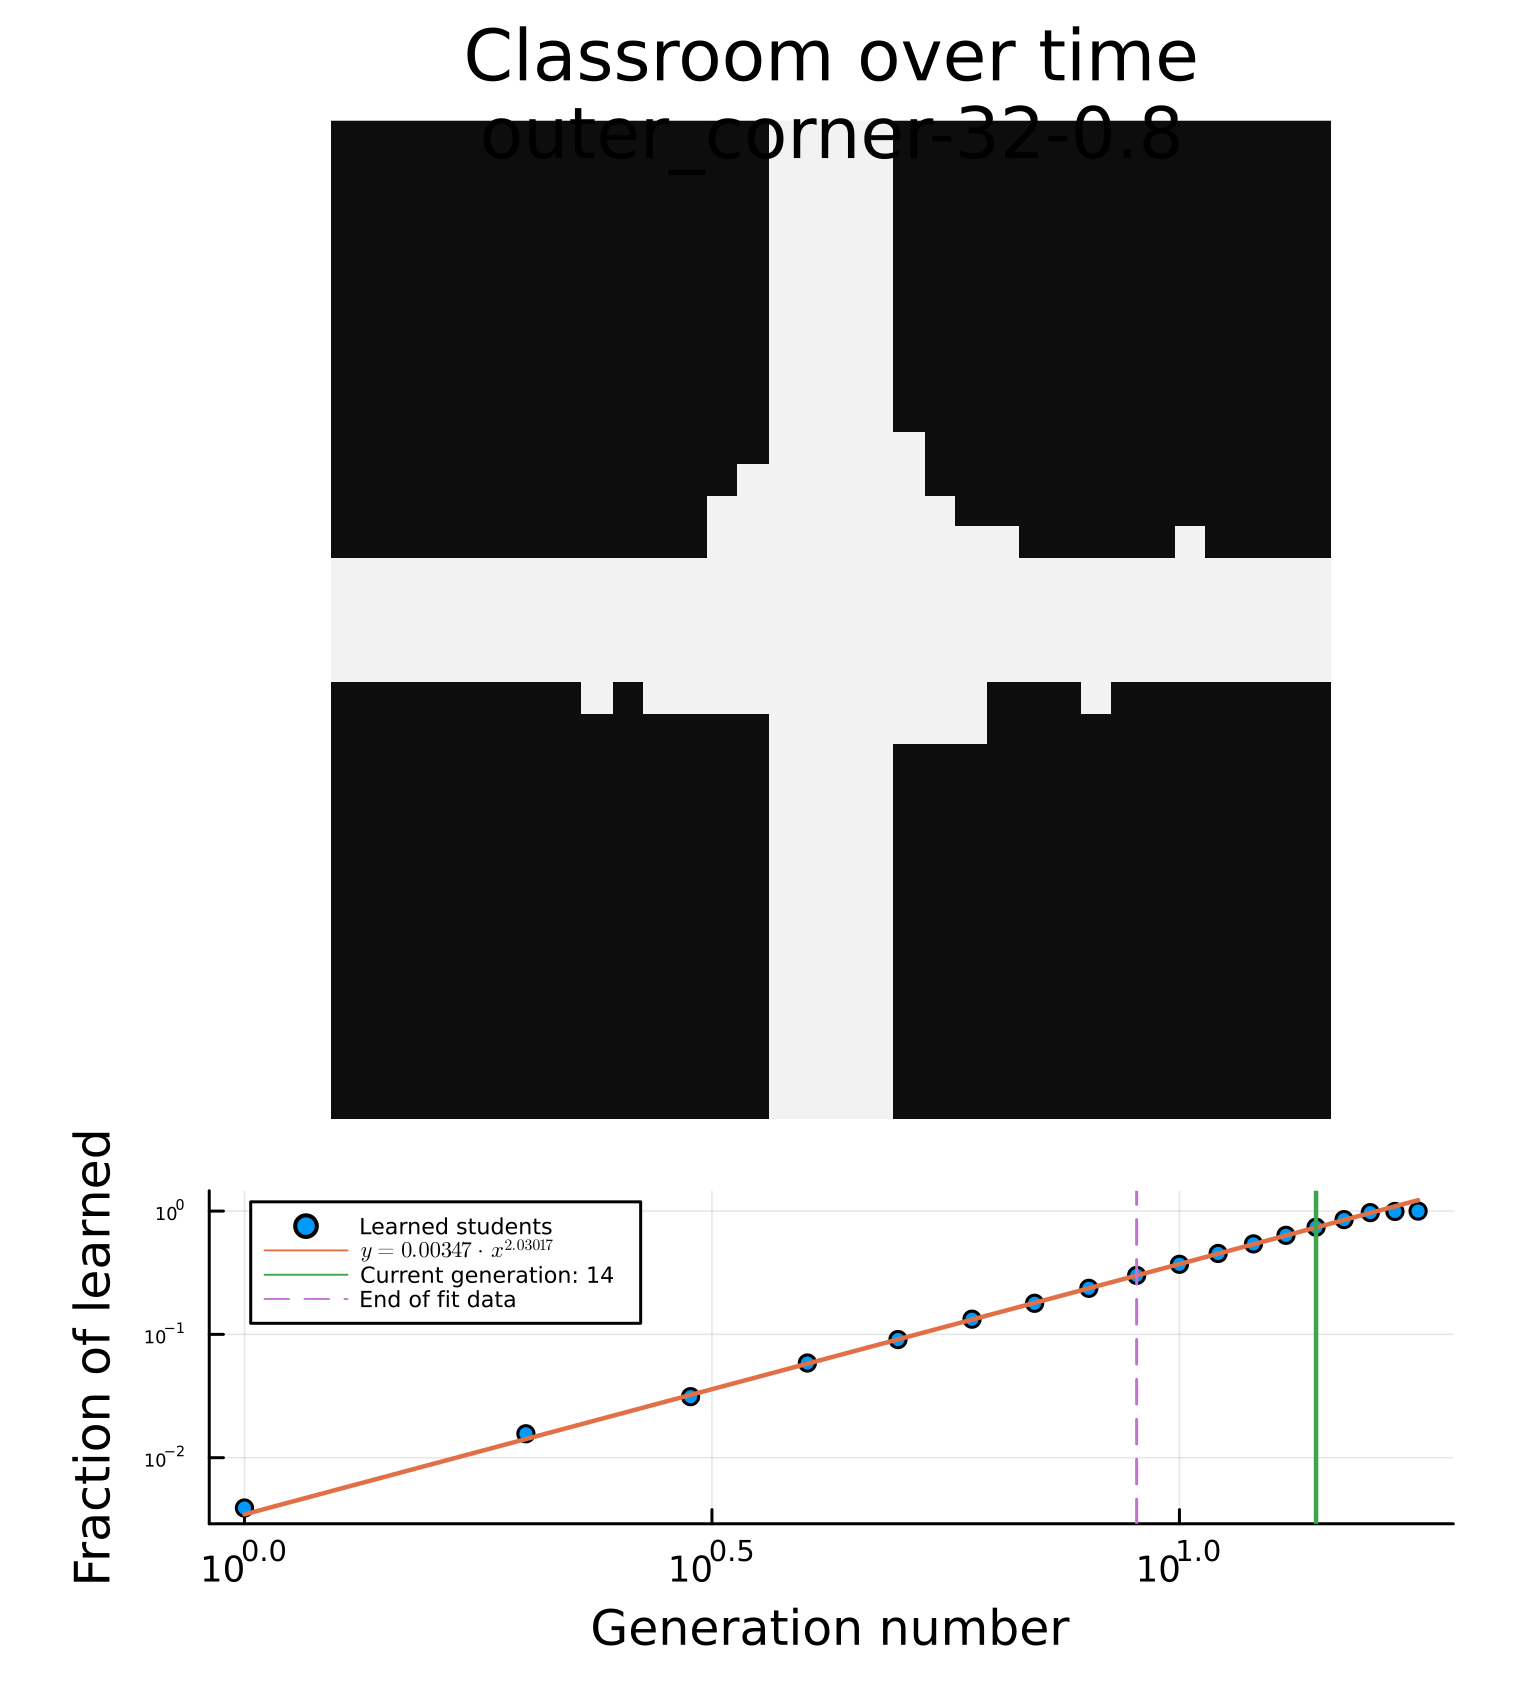 Classroom over time
outer_corner-32-0.8
Fraction of learned
10^0
10^−1
10^−2
Learned students
y = 0.00347 · x^2.03017
Current generation: 14
End of fit data
10^0.0
10^0.5
10^1.0
Generation number